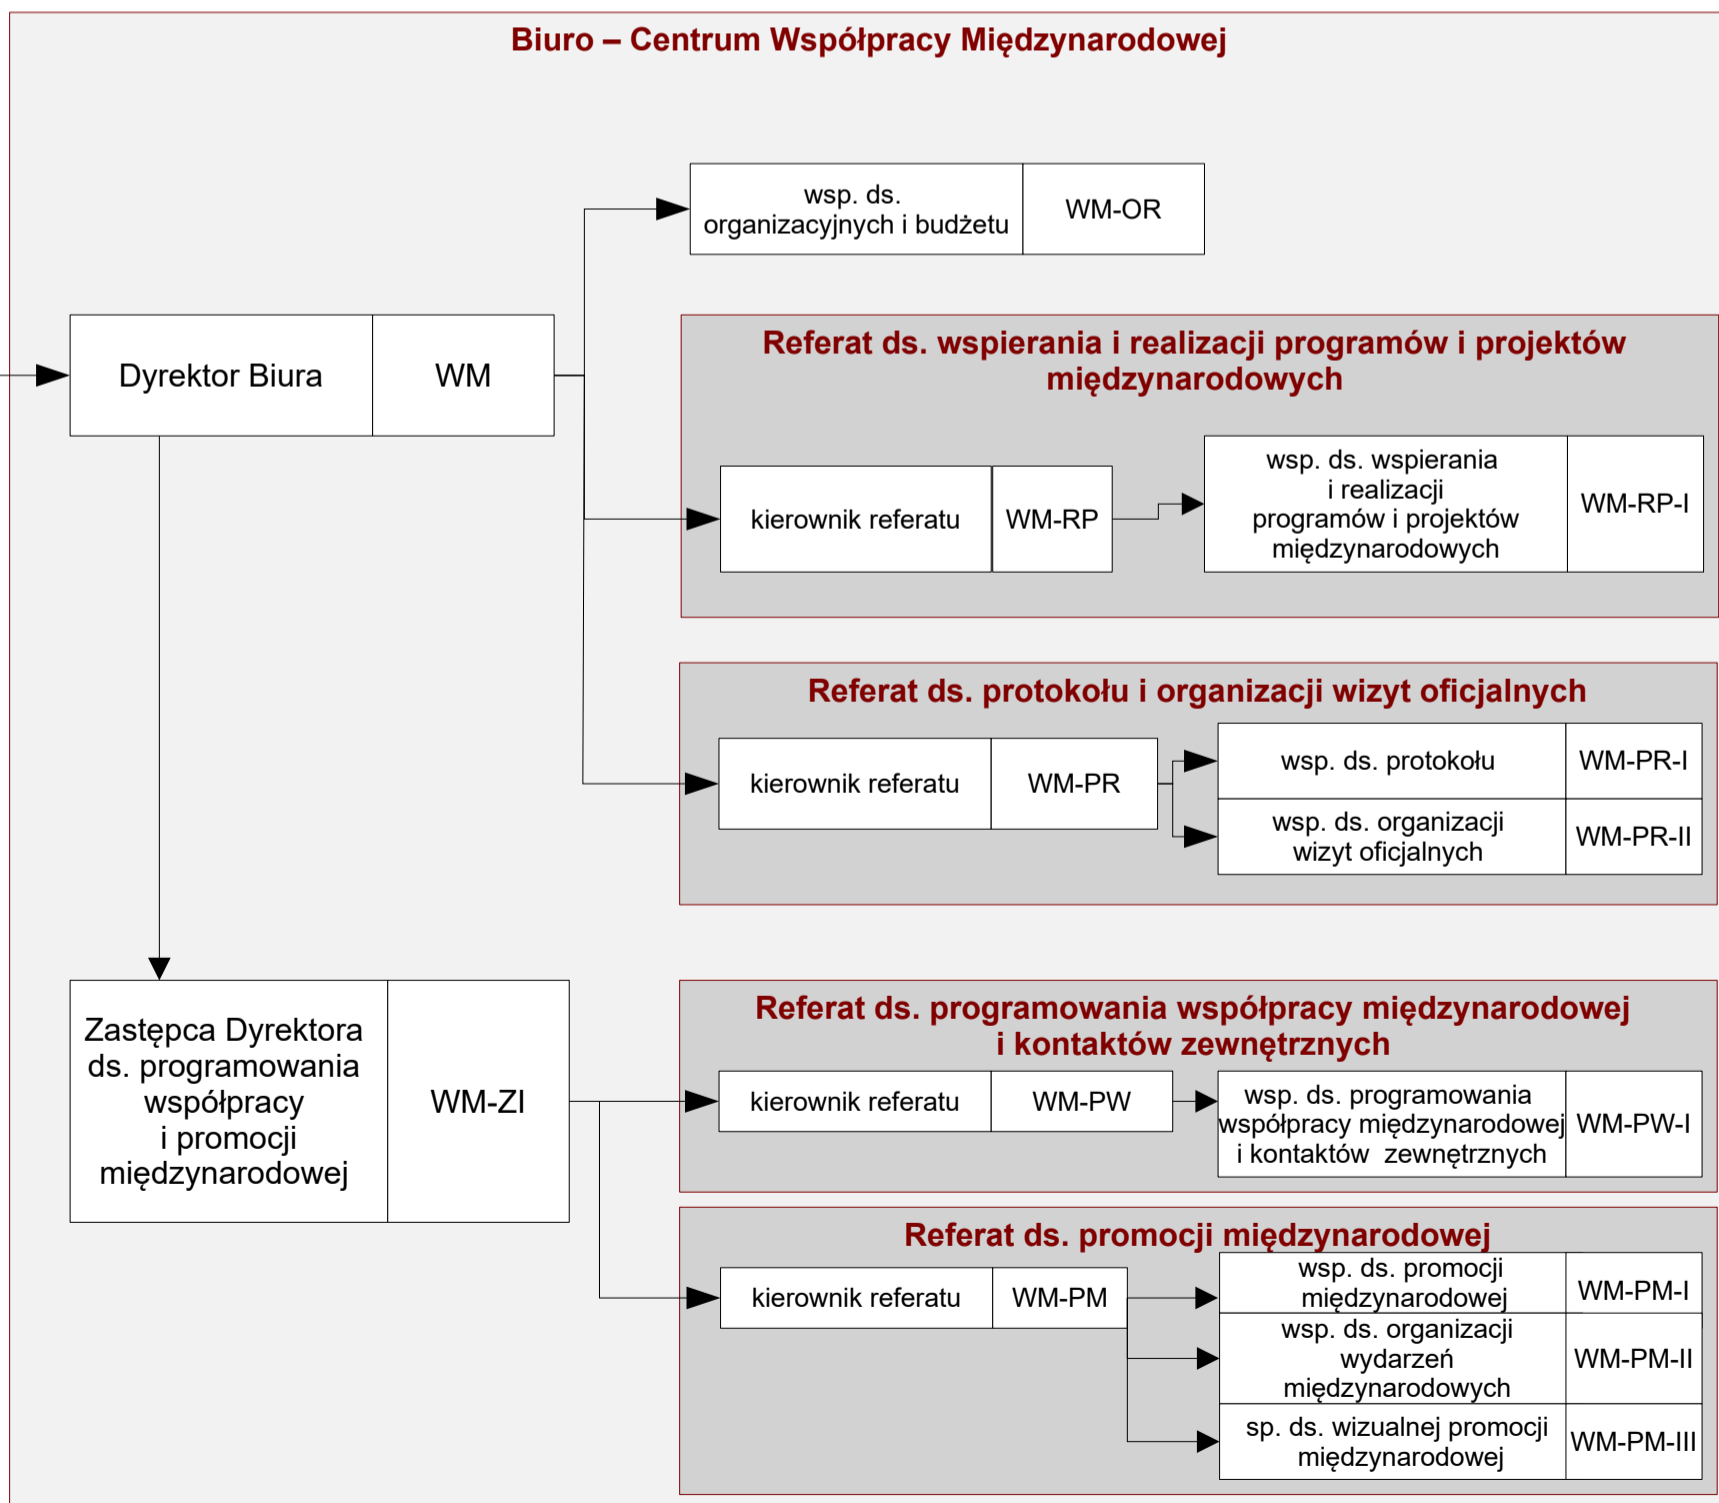 Biuro – Centrum Współpracy Międzynarodowej
wsp. ds.
organizacyjnych i budżetu
WM-OR
Dyrektor Biura
WM
Referat ds. wspierania i realizacji programów i projektów
międzynarodowych
kierownik referatu
WM-RP
wsp. ds. wspierania
i realizacji
programów i projektów
międzynarodowych
WM-RP-I
Referat ds. protokołu i organizacji wizyt oficjalnych
kierownik referatu
WM-PR
wsp. ds. protokołu
WM-PR-I
wsp. ds. organizacji
wizyt oficjalnych
WM-PR-II
Zastępca Dyrektora
ds. programowania
współpracy
i promocji
międzynarodowej
WM-ZI
Referat ds. programowania współpracy międzynarodowej
i kontaktów zewnętrznych
kierownik referatu
WM-PW
wsp. ds. programowania
współpracy międzynarodowej
i kontaktów  zewnętrznych
WM-PW-I
Referat ds. promocji międzynarodowej
kierownik referatu
WM-PM
wsp. ds. promocji
międzynarodowej
WM-PM-I
wsp. ds. organizacji
wydarzeń
międzynarodowych
WM-PM-II
sp. ds. wizualnej promocji
międzynarodowej
WM-PM-III